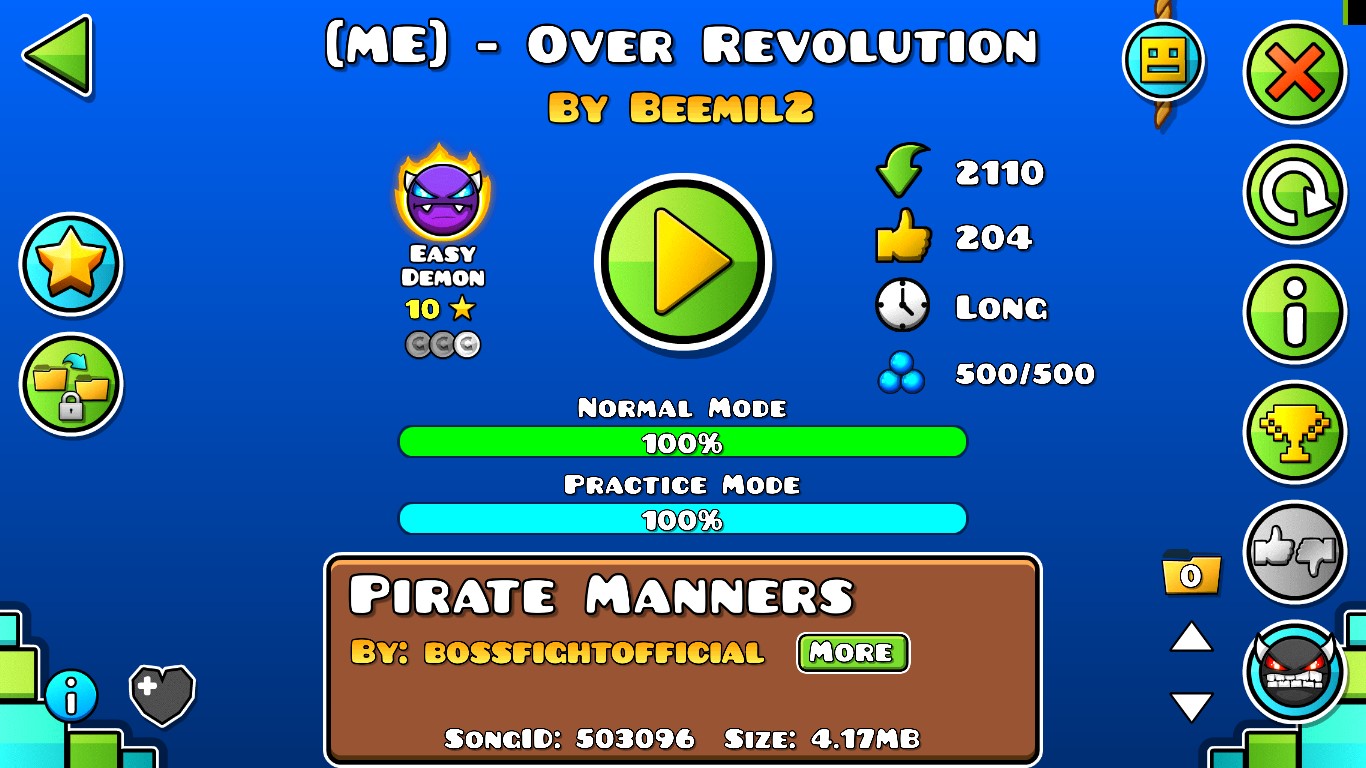 (ME) - Over Revolution
By Beemil2
2110
Easy
Demon
204
10
Long
500/500
Normal Mode
100%
Practice Mode
100%
Pirate Manners
0
By: bossfightofficial More
SongID: 503096 Size: 4.17MB